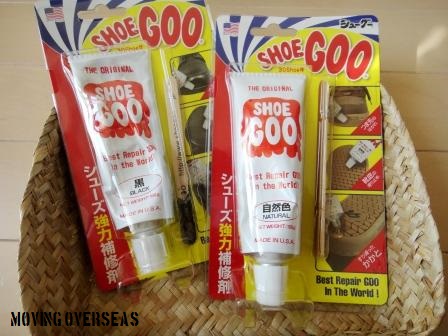 SHOE GOO
THE ORIGINAL
SHOE
GOO
Best Repair GOO
In the World!
黒
BLACK
MADE IN U.S.A.
シューズ強力補修剤
シューグー
SHOE GOO
THE ORIGINAL
SHOE
GOO
Best Repair GOO
In the World!
自然色
NATURAL
MADE IN U.S.A.
シューズ強力補修剤
かかと
Best Repair GOO
In The World!
MOVING OVERSEAS